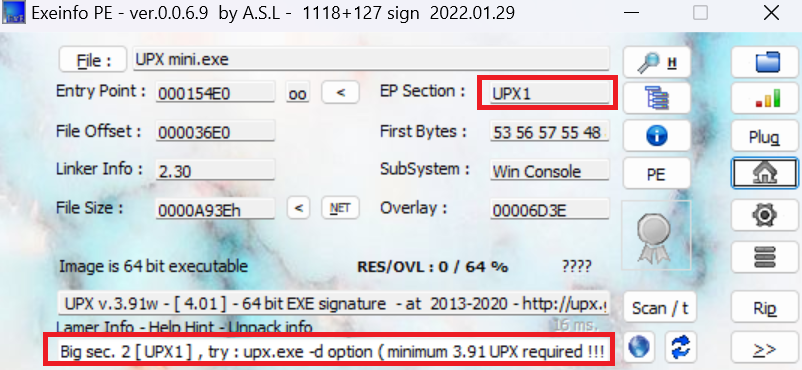 Exeinfo PE - ver.0.0.6.9 by A.S.L - 1118+127 sign 2022.01.29
File : UPX mini.exe H
Entry Point : 000154E0 oo < EP Section : UPX1
File Offset : 000036E0 First Bytes : 53 56 57 55 48 Plug
Linker Info : 2.30 SubSystem : Win Console PE
File Size : 0000A93Eh < NET Overlay : 00006D3E
Image is 64 bit executable RES/OVL : 0 / 64 % ????
UPX v.3.91w - [ 4.01 ] - 64 bit EXE signature - at 2013-2020 - http://upx. Scan / t Rip
Lamer Info - Help Hint - Unpack info 16 ms.
Big sec. 2 [ UPX1 ] , try : upx.exe -d option ( minimum 3.91 UPX required !!! >>